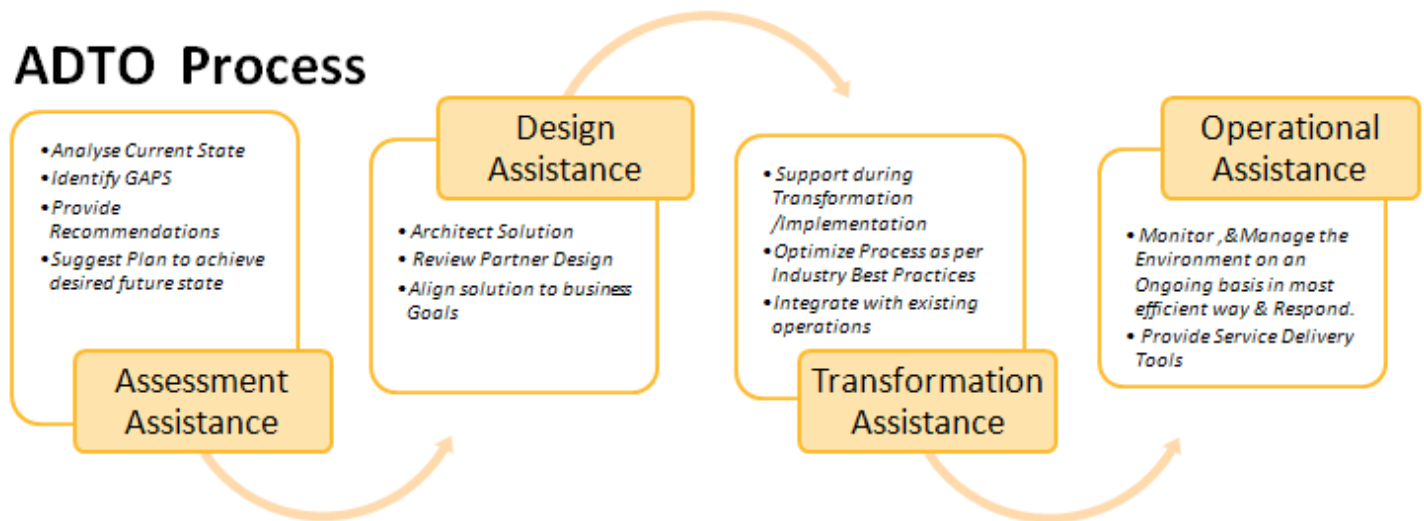 ADTO Process
• Analyse Current State
• Identify GAPS
• Provide
Recommendations
• Suggest Plan to achieve
desired future state
Assessment
Assistance
Design
Assistance
• Architect Solution
• Review Partner Design
• Align solution to business
Goals
• Support during
Transformation
/Implementation
• Optimize Process as per
Industry Best Practices
• Integrate with existing
operations
Transformation
Assistance
Operational
Assistance
• Monitor ,&Manage the
Environment on an
Ongoing basis in most
efficient way & Respond.
• Provide Service Delivery
Tools